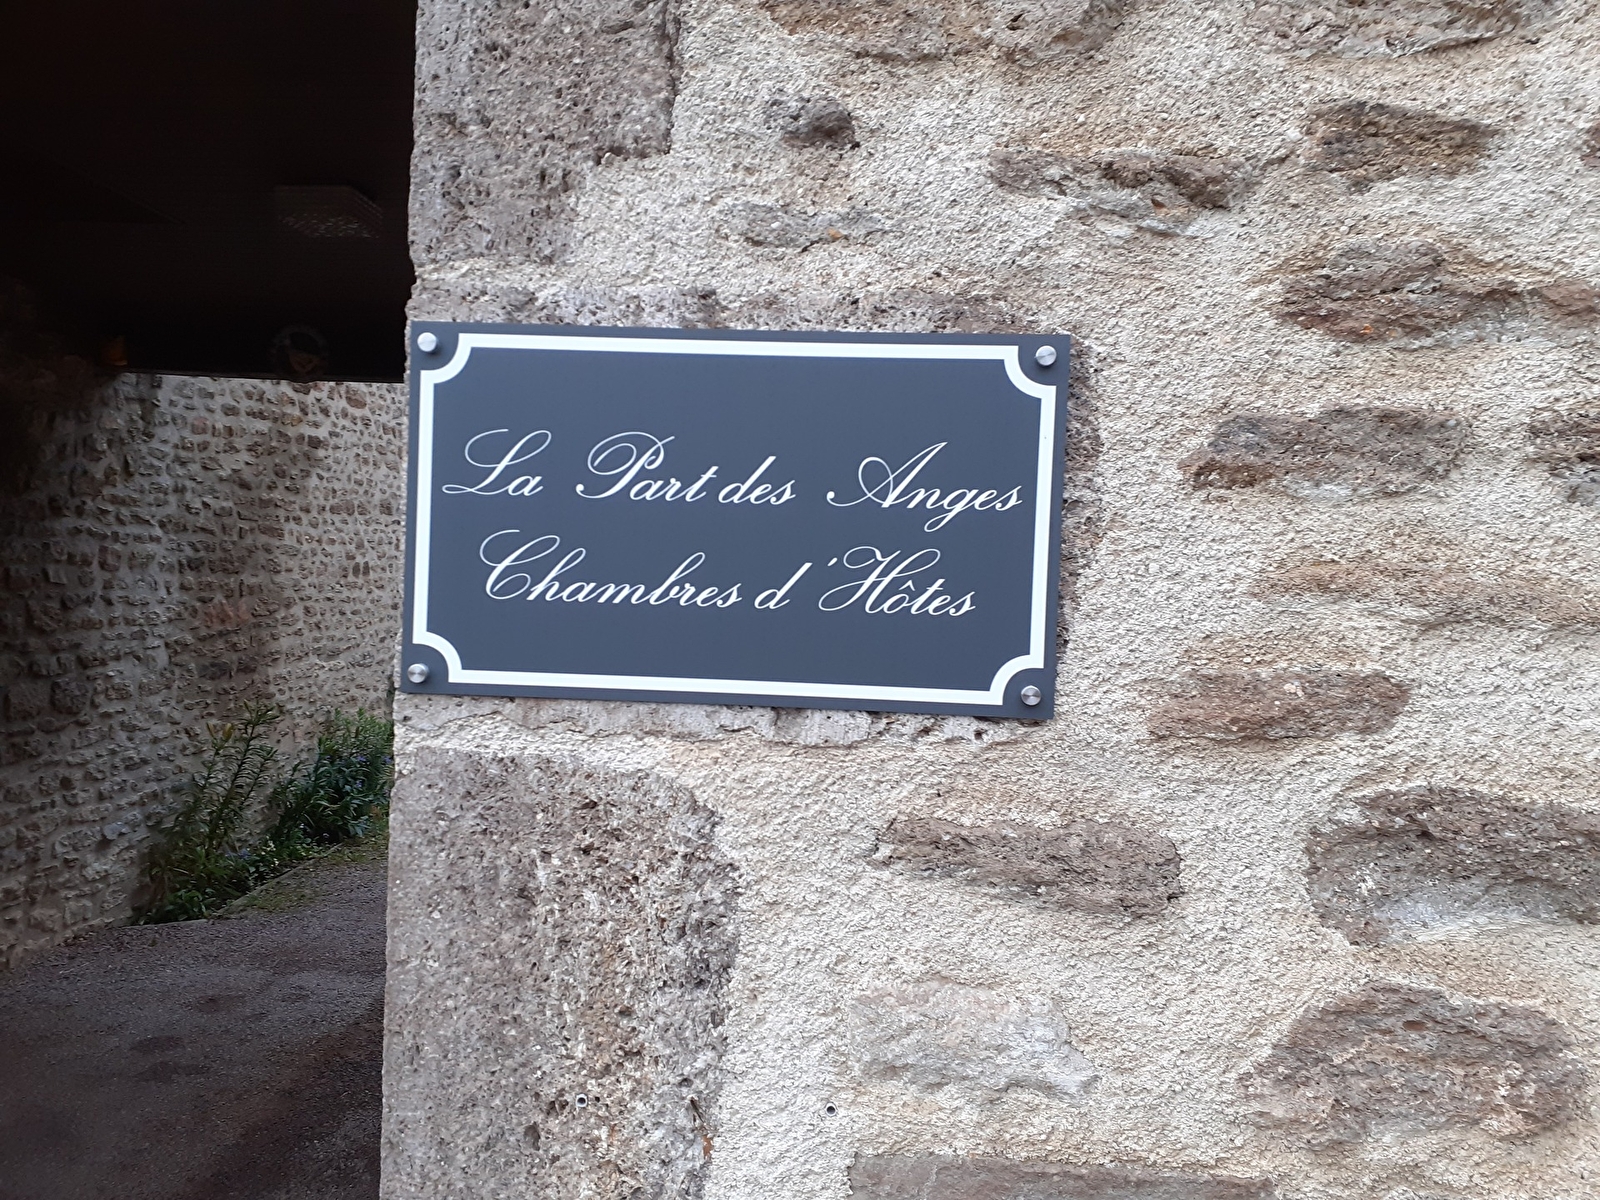 La Part des Anges
Chambres d'Hôtes